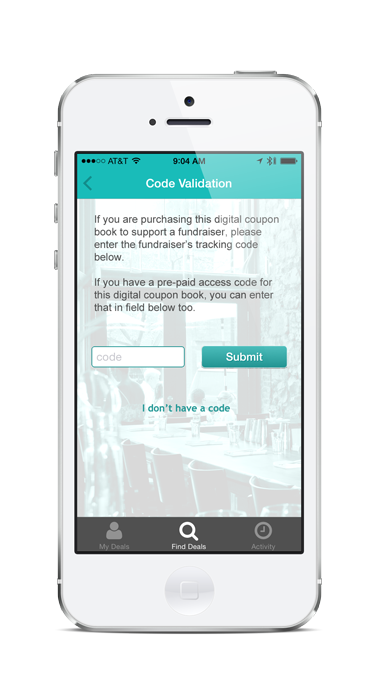 AT&T 9:04 AM
Code Validation
If you are purchasing this digital coupon
book to support a fundraiser, please
enter the fundraiser's tracking code
below.
If you have a pre-paid access code for
this digital coupon book, you can enter
that in field below too.
code Submit
I don't have a code
My Deals Find Deals Activity